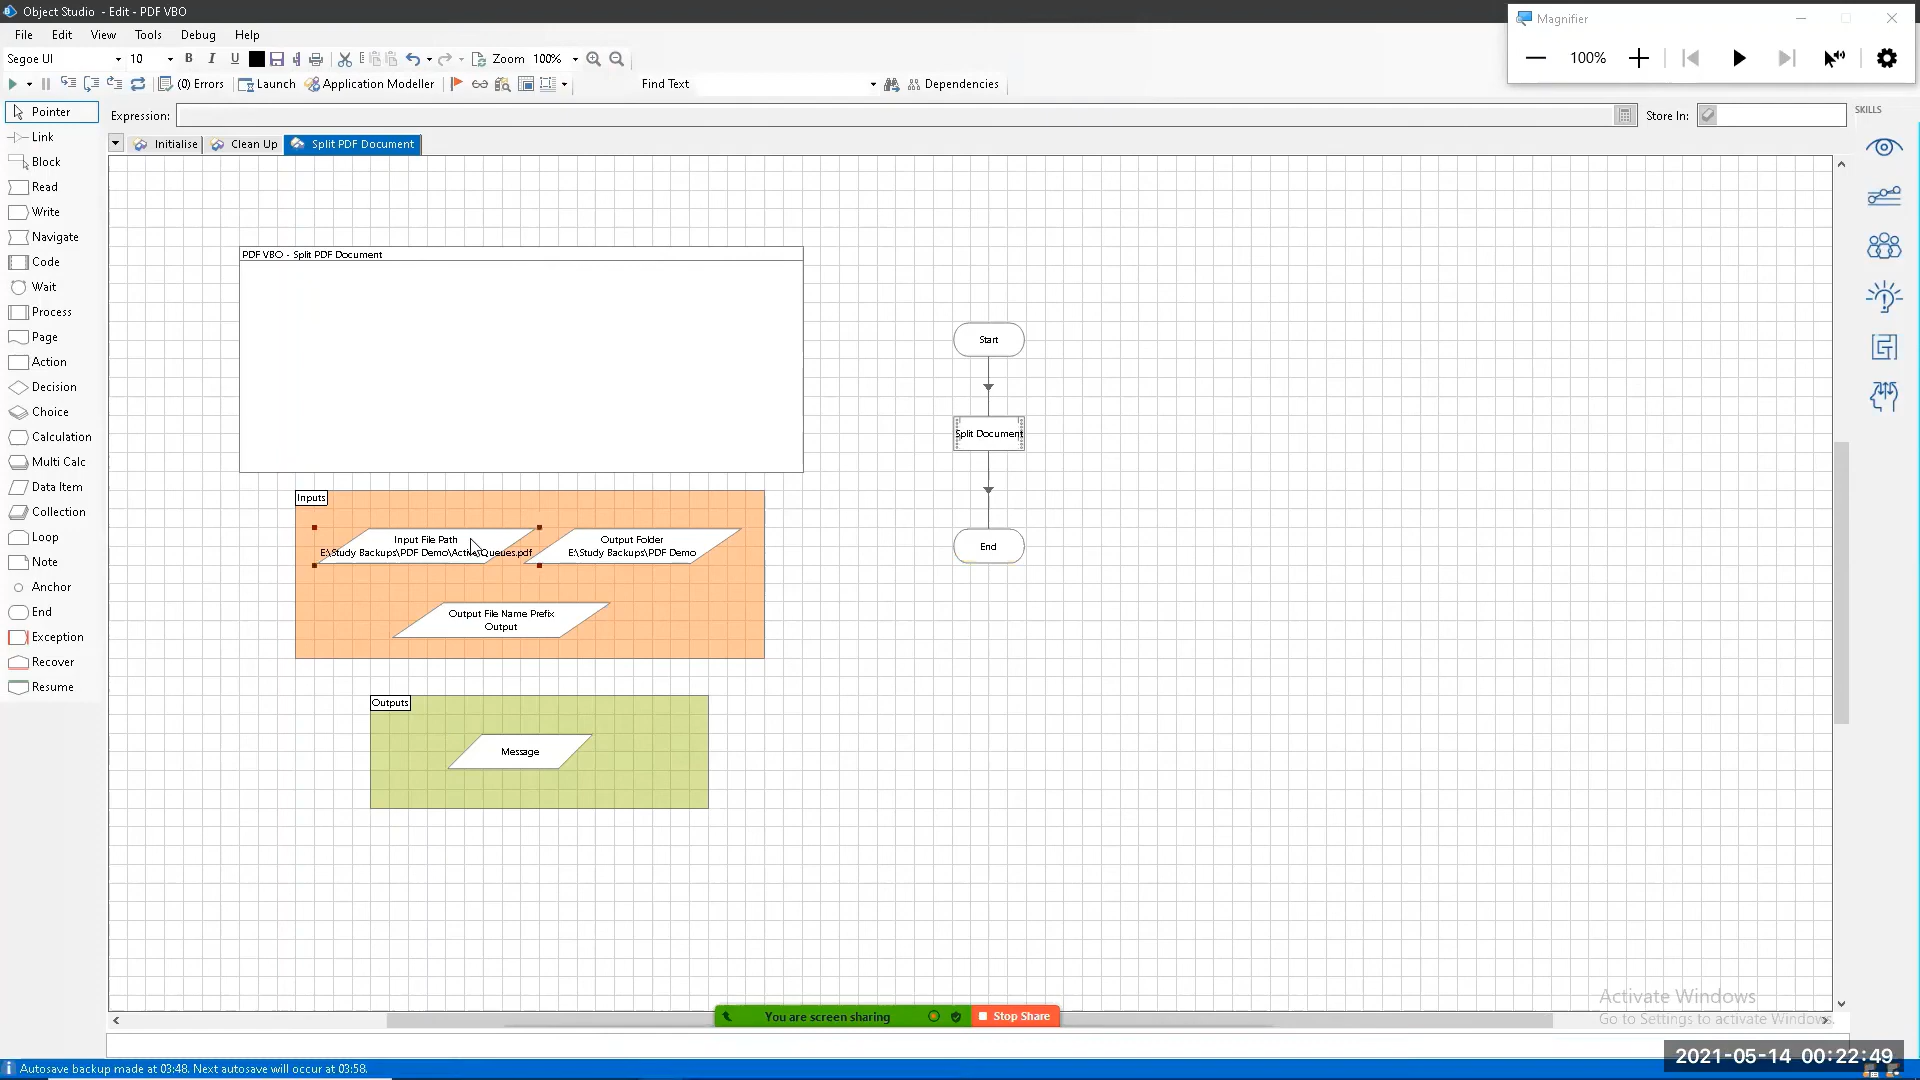 Object Studio - Edit - PDF VBO
Magnifier
File Edit View Tools Debug Help
Segoe UI 10 B I U Zoom 100%
100%
(0) Errors Launch Application Modeller Find Text Dependencies
Pointer
Expression: Store In:
SKILLS
Link
Initialise Clean Up Split PDF Document
Block
Read
Write
Navigate
Code
Wait
Process
Page
Action
Decision
Choice
Calculation
Multi Calc
Data Item
Collection
Loop
Note
Anchor
End
Exception
Recover
Resume
PDF VBO - Split PDF Document
Start
Split Document
End
Inputs
Input File Path
E:\Study Backups\PDF Demo\Active Queues.pdf
Output Folder
E:\Study Backups\PDF Demo
Output File Name Prefix
Output
Outputs
Message
Activate Windows
Go to Settings to activate Windows.
You are screen sharing Stop Share
2021-05-14 00:22:49
Autosave backup made at 03:48. Next autosave will occur at 03:58.